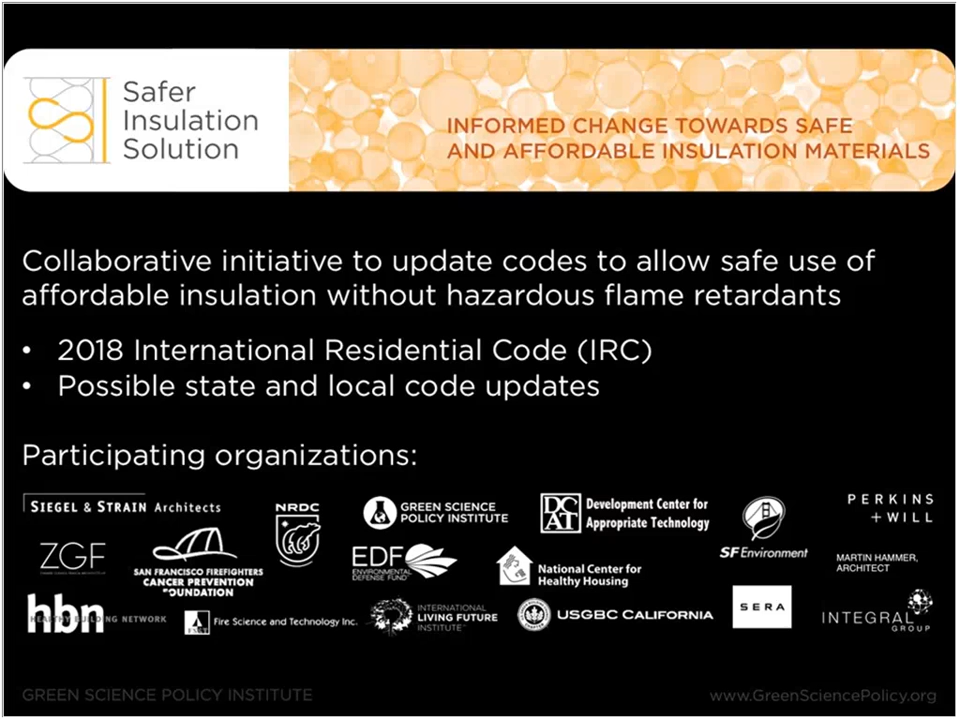 Safer
Insulation
Solution
INFORMED CHANGE TOWARDS SAFE
AND AFFORDABLE INSULATION MATERIALS
Collaborative initiative to update codes to allow safe use of
affordable insulation without hazardous flame retardants
• 2018 International Residential Code (IRC)
• Possible state and local code updates
Participating organizations:
SIEGEL & STRAIN Architects
NRDC
GREEN SCIENCE
POLICY INSTITUTE
DCAT
Development Center for
Appropriate Technology
SFEnvironment
PERKINS
+ WILL
ZGF
SAN FRANCISCO FIREFIGHTERS
CANCER PREVENTION
FOUNDATION
EDF
ENVIRONMENTAL
DEFENSE FUND
National Center for
Healthy Housing
MARTIN HAMMER,
ARCHITECT
hbn
HEALTHY BUILDING NETWORK
Fire Science and Technology Inc.
INTERNATIONAL
LIVING FUTURE
INSTITUTE
USGBC CALIFORNIA
SERA
INTEGRAL
GROUP
GREEN SCIENCE POLICY INSTITUTE
www.GreenSciencePolicy.org